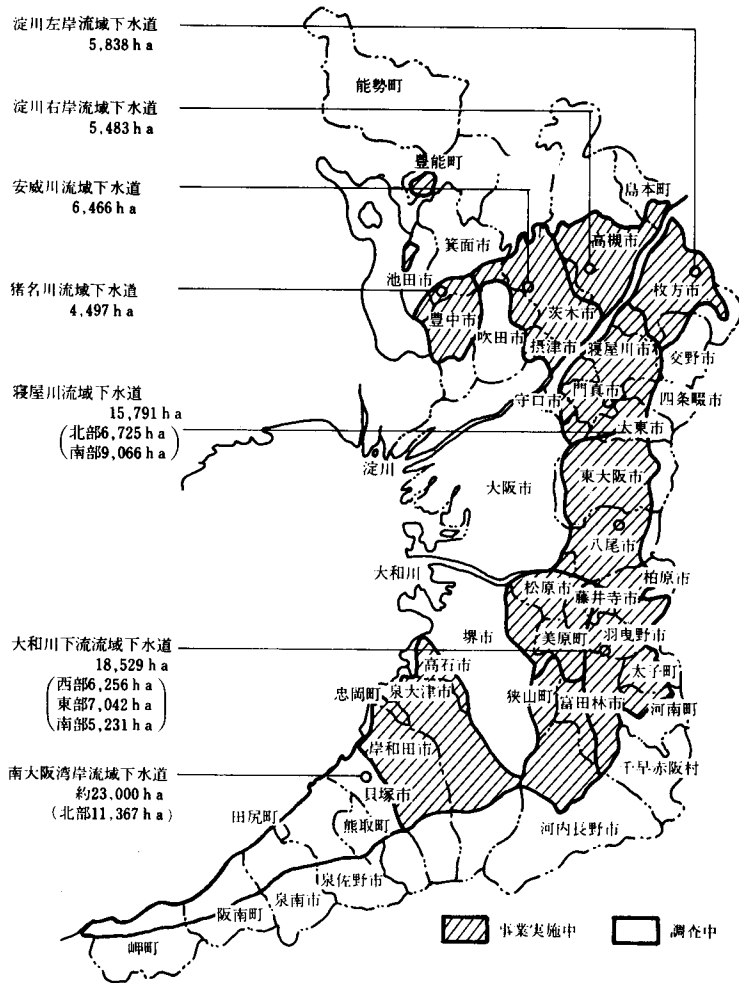 淀川左岸流域下水道
5,838ha
淀川右岸流域下水道
5,483ha
安威川流域下水道
6,466ha
猪名川流域下水道
4,497ha
寝屋川流域下水道
15,791ha
(北部6,725ha
南部9,066ha)
大和川下流流域下水道
18,529ha
(西部6,256ha
東部7,042ha
南部5,231ha)
南大阪湾岸流域下水道
約23,000ha
(北部11,367ha)
能勢町
豊能町
島本町
高槻市
箕面市
池田市
枚方市
豊中市
茨木市
吹田市
摂津市
寝屋川市
交野市
門真市
守口市
四条畷市
太東市
淀川
東大阪市
大阪市
八尾市
大和川
柏原市
松原市
藤井寺市
堺市
美原町
羽曳野市
高石市
太子町
忠岡町
泉大津市
狭山町
富田林市
河南町
岸和田市
千早赤阪村
貝塚市
田尻町
熊取町
河内長野市
泉佐野市
泉南市
阪南町
岬町
事業実施中
調査中